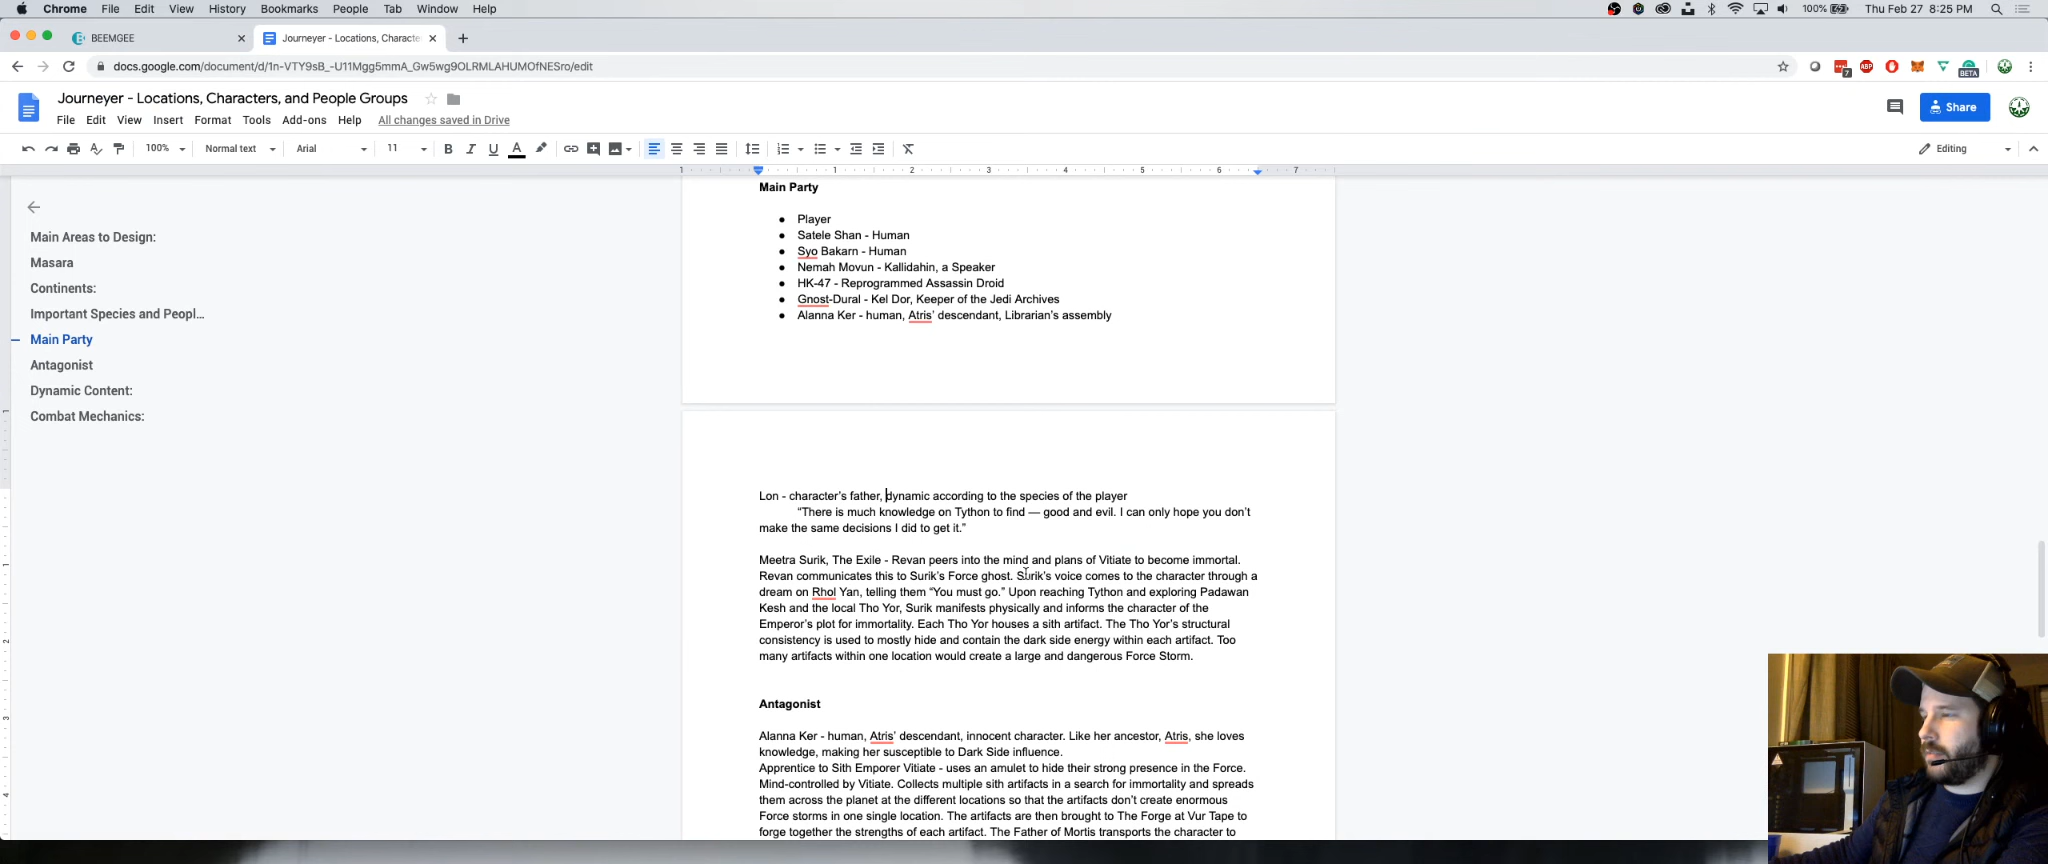 Chrome File Edit View History Bookmarks People Tab Window Help 100% Thu Feb 27 8:25 PM
BEEMGEE Journeyer - Locations, Characte
docs.google.com/document/d/1n-VTY9sB_-U11Mgg5mmA_Gw5wg9OLRMLAHUMOfNESro/edit 7 ABP BETA
Journeyer - Locations, Characters, and People Groups
Share
File Edit View Insert Format Tools Add-ons Help All changes saved in Drive
100% Normal text Arial 11 B I U A Editing
1 1 2 3 4 5 6 7
Main Areas to Design:
Masara
Continents:
Important Species and Peopl...
Main Party
Antagonist
Dynamic Content:
Combat Mechanics:
Main Party
● Player
● Satele Shan - Human
● Syo Bakarn - Human
● Nemah Movun - Kallidahin, a Speaker
● HK-47 - Reprogrammed Assassin Droid
● Gnost-Dural - Kel Dor, Keeper of the Jedi Archives
● Alanna Ker - human, Atris' descendant, Librarian's assembly
Lon - character's father, dynamic according to the species of the player
“There is much knowledge on Tython to find — good and evil. I can only hope you don't
make the same decisions I did to get it.”
Meetra Surik, The Exile - Revan peers into the mind and plans of Vitiate to become immortal.
Revan communicates this to Surik's Force ghost. Surik's voice comes to the character through a
dream on Rhol Yan, telling them “You must go.” Upon reaching Tython and exploring Padawan
Kesh and the local Tho Yor, Surik manifests physically and informs the character of the
Emperor's plot for immortality. Each Tho Yor houses a sith artifact. The Tho Yor's structural
consistency is used to mostly hide and contain the dark side energy within each artifact. Too
many artifacts within one location would create a large and dangerous Force Storm.
Antagonist
Alanna Ker - human, Atris' descendant, innocent character. Like her ancestor, Atris, she loves
knowledge, making her susceptible to Dark Side influence.
Apprentice to Sith Emporer Vitiate - uses an amulet to hide their strong presence in the Force.
Mind-controlled by Vitiate. Collects multiple sith artifacts in a search for immortality and spreads
them across the planet at the different locations so that the artifacts don't create enormous
Force storms in one single location. The artifacts are then brought to The Forge at Vur Tape to
forge together the strengths of each artifact. The Father of Mortis transports the character to